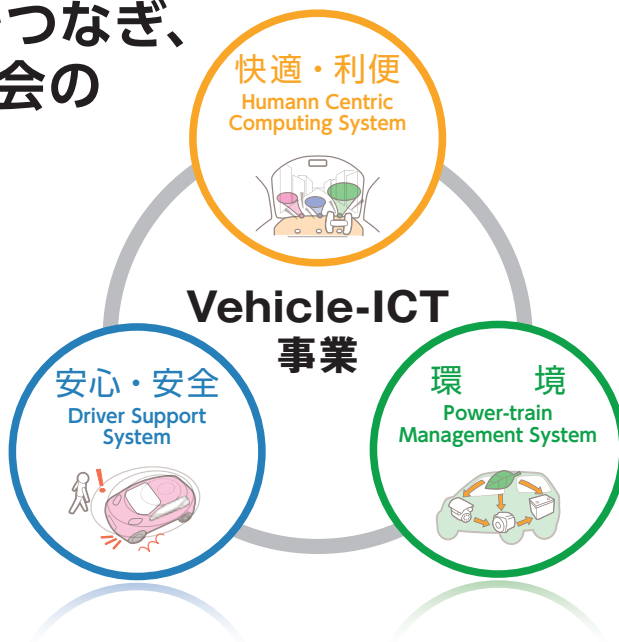 つなぎ、
会の
快適・利便
Humann Centric
Computing System
Vehicle-ICT
事業
安心・安全
Driver Support
System
環 境
Power-train
Management System